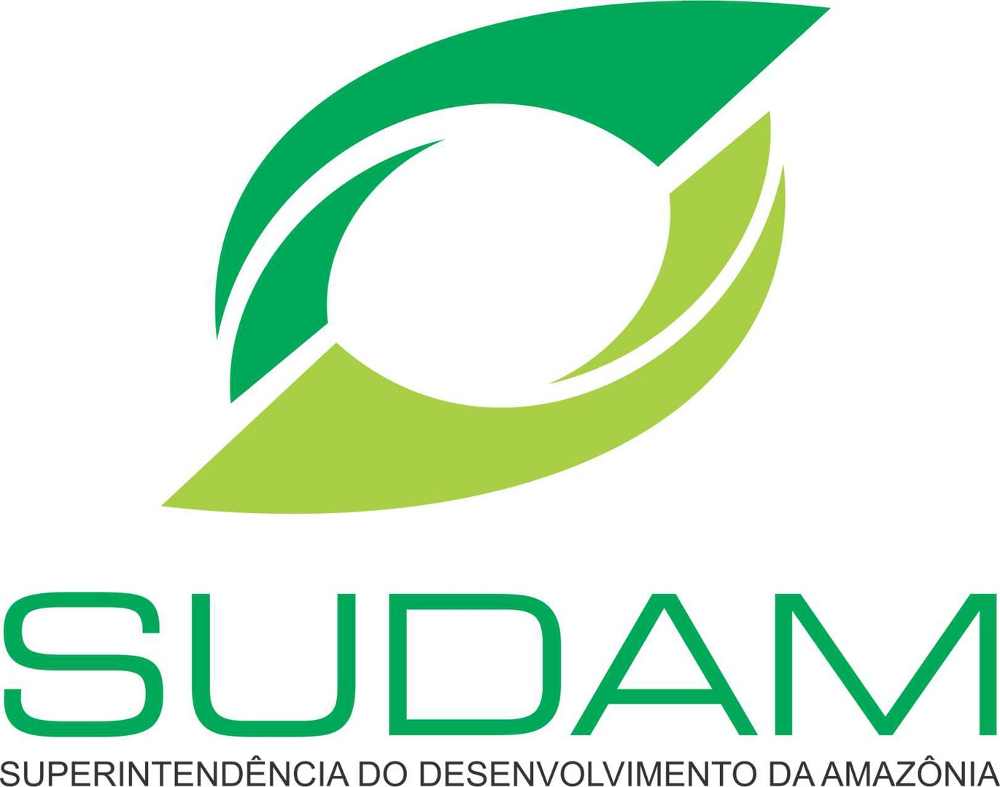 SUDAM
SUPERINTENDÊNCIA DO DESENVOLVIMENTO DA AMAZÔNIA